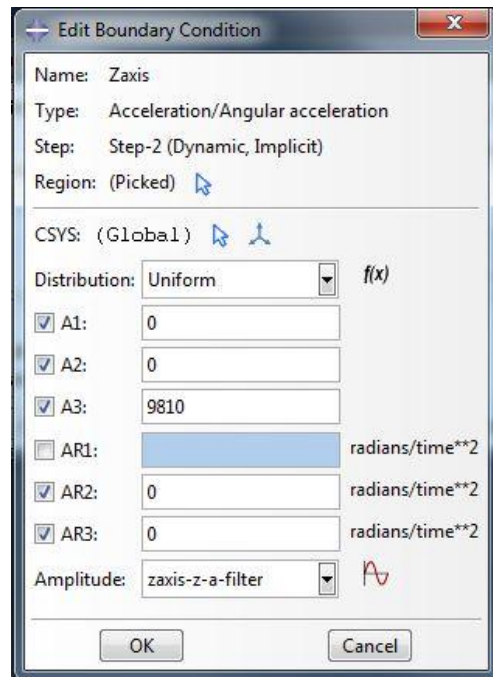 Edit Boundary Condition
Name: Zaxis
Type: Acceleration/Angular acceleration
Step: Step-2 (Dynamic, Implicit)
Region: (Picked)
CSYS: (Global)
Distribution: Uniform f(x)
A1: 0
A2: 0
A3: 9810
AR1: radians/time**2
AR2: 0 radians/time**2
AR3: 0 radians/time**2
Amplitude: zaxis-z-a-filter
OK Cancel